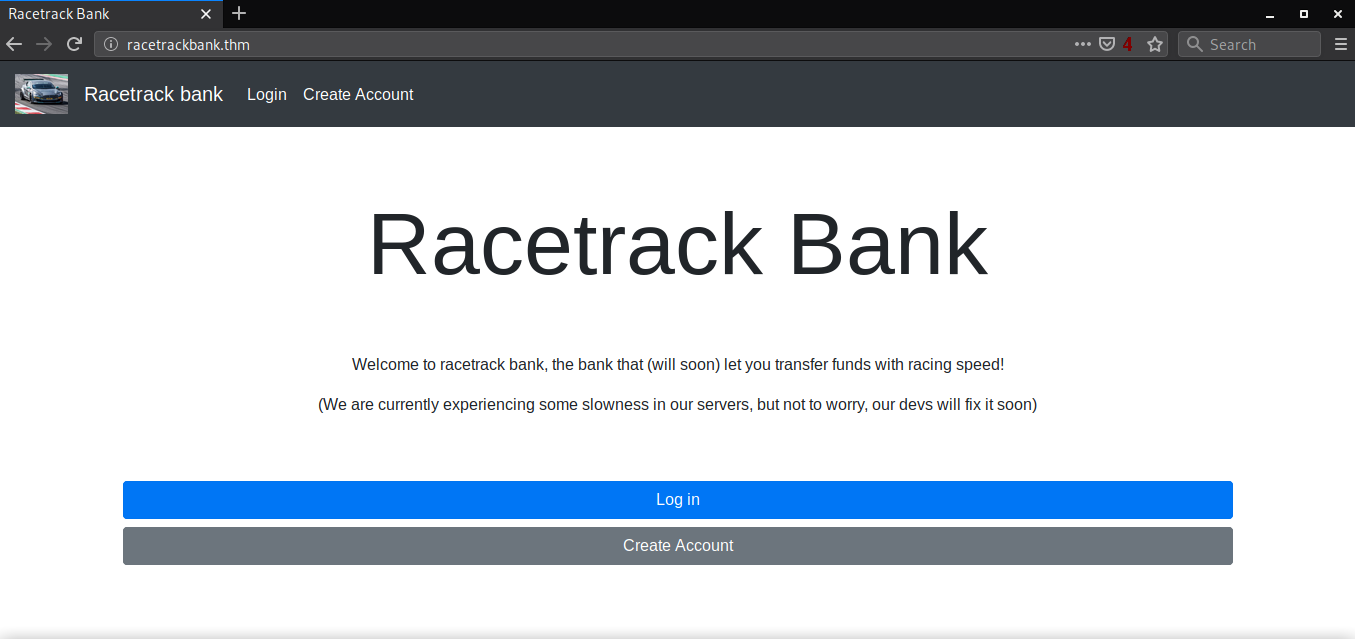 Racetrack Bank
racetrackbank.thm
4
Search
Racetrack bank Login Create Account
Racetrack Bank
Welcome to racetrack bank, the bank that (will soon) let you transfer funds with racing speed!
(We are currently experiencing some slowness in our servers, but not to worry, our devs will fix it soon)
Log in
Create Account